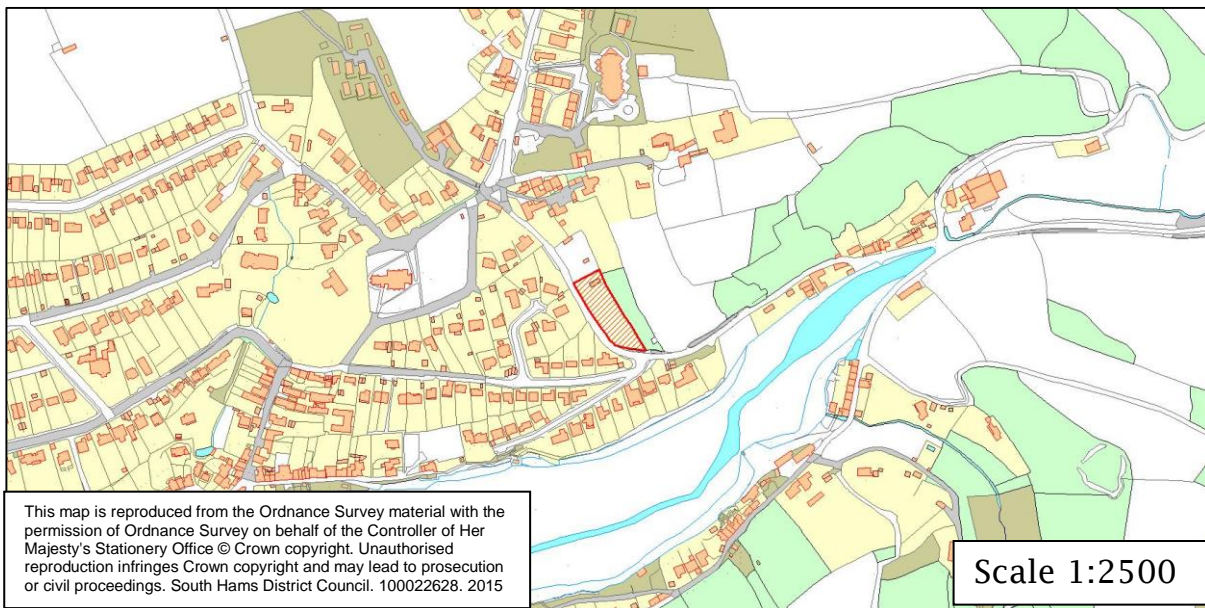 This map is reproduced from the Ordnance Survey material with the
permission of Ordnance Survey on behalf of the Controller of Her
Majesty's Stationery Office © Crown copyright. Unauthorised
reproduction infringes Crown copyright and may lead to prosecution
or civil proceedings. South Hams District Council. 100022628. 2015
Scale 1:2500